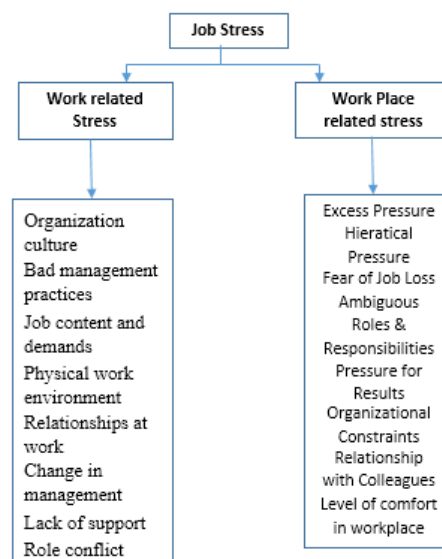 Job Stress
Work related
Stress
Work Place
related stress
Organization
culture
Bad management
practices
Job content and
demands
Physical work
environment
Relationships at
work
Change in
management
Lack of support
Role conflict
Excess Pressure
Hieratical
Pressure
Fear of Job Loss
Ambiguous
Roles &
Responsibilities
Pressure for
Results
Organizational
Constraints
Relationship
with Colleagues
Level of comfort
in workplace